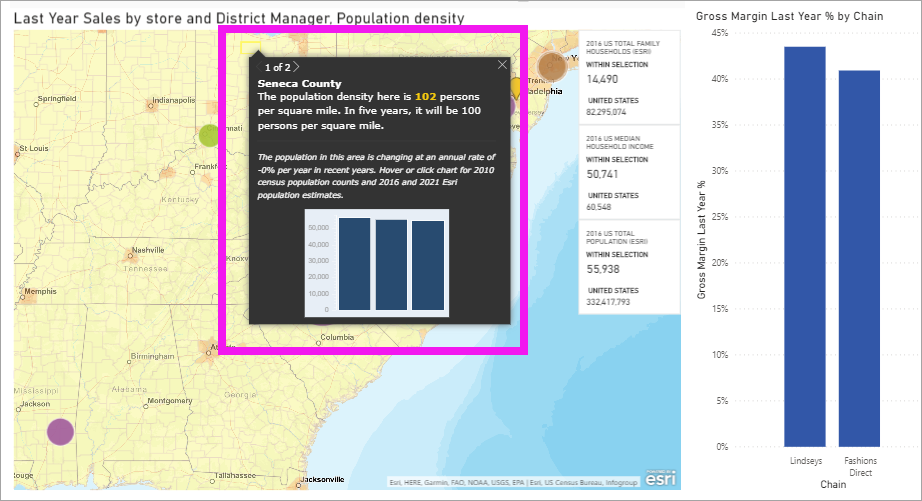 Last Year Sales by store and District Manager, Population density
1 of 2
Seneca County
The population density here is 102 persons
per square mile. In five years, it will be 100
persons per square mile.
The population in this area is changing at an annual rate of
-0% per year in recent years. Hover or click chart for 2010
census population counts and 2016 and 2021 Esri
population estimates.
50,000
40,000
30,000
20,000
10,000
0
Springfield
Indianapolis
St Louis
nnati
Frankf
Kentucky
Nashville
Tennessee
Knoxv
Memphis
Columbia
Birmingham
Mississippi
Alabama
Georgia
Jackson
Montgomery
Tallahassee
Jacksonville
Rouge
New Y
Trent
adelphia
2016 US TOTAL FAMILY
HOUSEHOLDS (ESRI)
WITHIN SELECTION
14,490
UNITED STATES
82,295,074
2016 US MEDIAN
HOUSEHOLD INCOME
WITHIN SELECTION
50,741
UNITED STATES
60,548
2016 US TOTAL
POPULATION (ESRI)
WITHIN SELECTION
55,938
UNITED STATES
332,417,793
Esri, HERE, Garmin, FAO, NOAA, USGS, EPA | Esri, US Census Bureau, Infogroup
POWERED BY
esri
Gross Margin Last Year % by Chain
Gross Margin Last Year %
45%
40%
35%
30%
25%
20%
15%
10%
5%
0%
Lindseys
Fashions
Direct
Chain